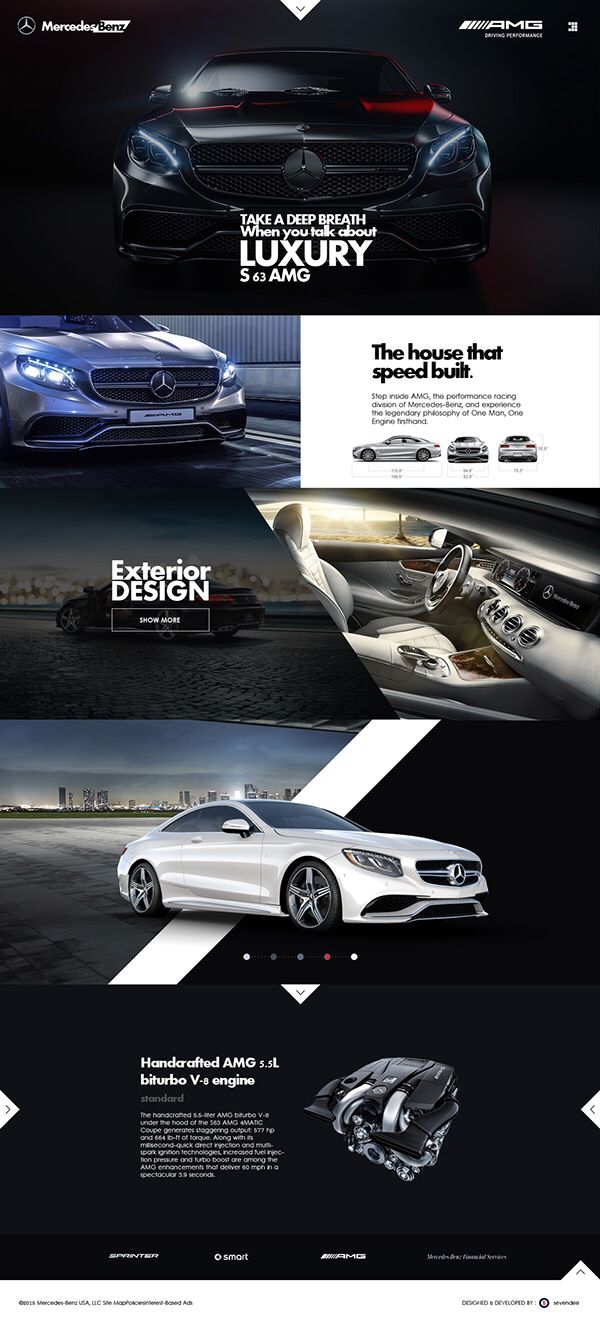 Mercedes-Benz
AMG
DRIVING PERFORMANCE
TAKE A DEEP BREATH
When you talk about
LUXURY
S 63 AMG
The house that
speed built.
Step inside AMG, the performance racing
division of Mercedes-Benz, and experience
the legendary philosophy of One Man, One
Engine firsthand.
Exterior
DESIGN
SHOW MORE
Mercedes-Benz
Handcrafted AMG 5.5L
biturbo V-8 engine
standard
The handcrafted 5.5-liter AMG biturbo V-8
under the hood of the S63 AMG 4MATIC
Coupe generates staggering output: 577 hp
and 664 lb-ft of torque. Along with its
millisecond-quick direct injection and multi-
spark ignition technologies, increased fuel injec-
tion pressure and turbo boost are among the
AMG enhancements that deliver 60 mph in a
spectacular 3.9 seconds.
SPRINTER
smart
AMG
Mercedes Benz Financial Services
©2015 Mercedes-Benz USA, LLC Site MapPoliciesInterest-Based Ads
DESIGNED & DEVELOPED BY : sevendee